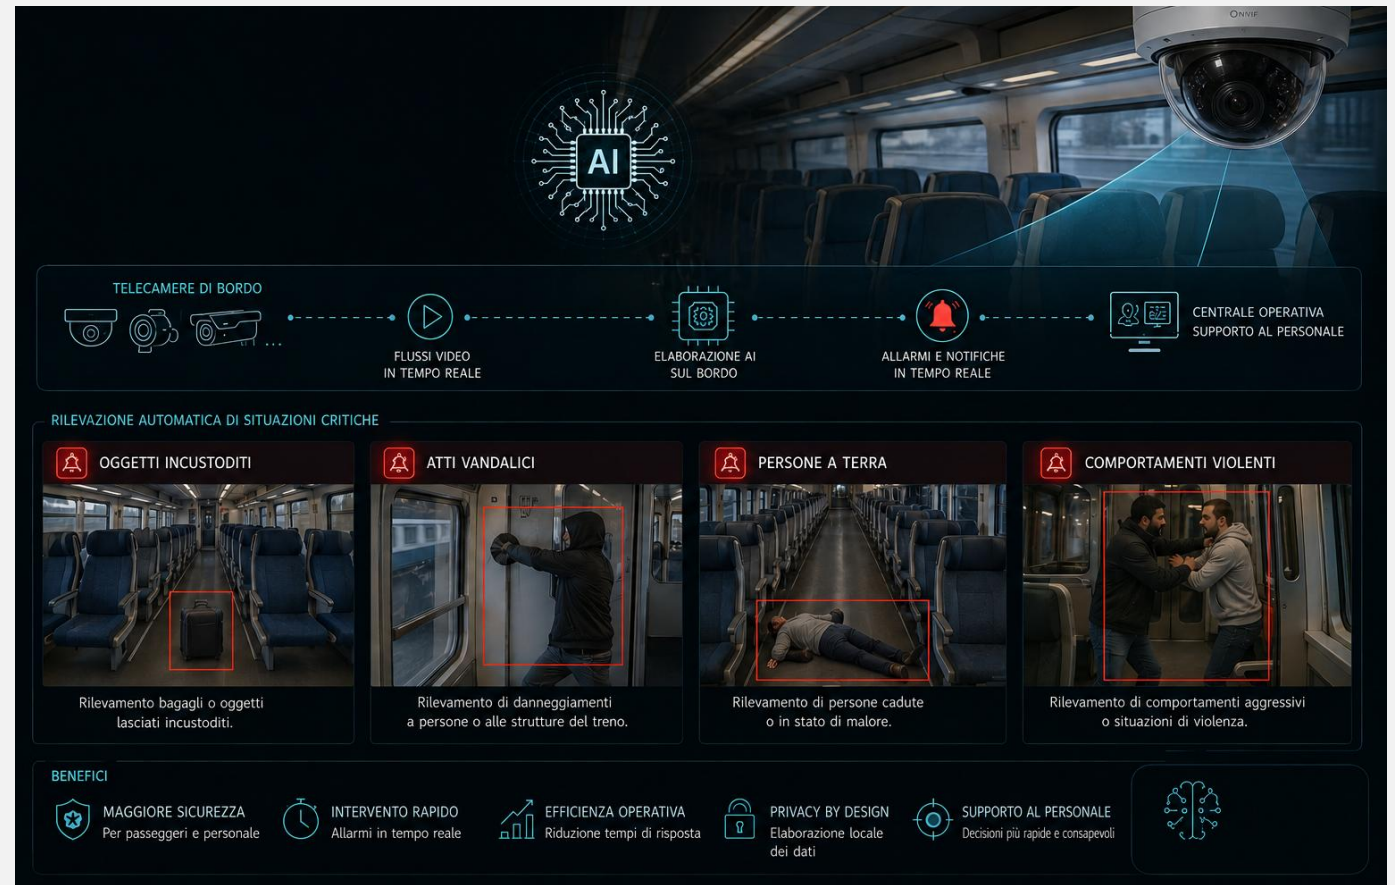 ONVIF
AI
TELECAMERE DI BORDO
...
FLUSSI VIDEO
IN TEMPO REALE
ELABORAZIONE AI
SUL BORDO
ALLARMI E NOTIFICHE
IN TEMPO REALE
CENTRALE OPERATIVA
SUPPORTO AL PERSONALE
RILEVAZIONE AUTOMATICA DI SITUAZIONI CRITICHE
OGGETTI INCUSTODITI
Rilevamento bagagli o oggetti
lasciati incustoditi.
ATTI VANDALICI
Rilevamento di danneggiamenti
a persone o alle strutture del treno.
PERSONE A TERRA
Rilevamento di persone cadute
o in stato di malore.
COMPORTAMENTI VIOLENTI
Rilevamento di comportamenti aggressivi
o situazioni di violenza.
BENEFICI
MAGGIORE SICUREZZA
Per passeggeri e personale
INTERVENTO RAPIDO
Allarmi in tempo reale
EFFICIENZA OPERATIVA
Riduzione tempi di risposta
PRIVACY BY DESIGN
Elaborazione locale
dei dati
SUPPORTO AL PERSONALE
Decisioni più rapide e consapevoli